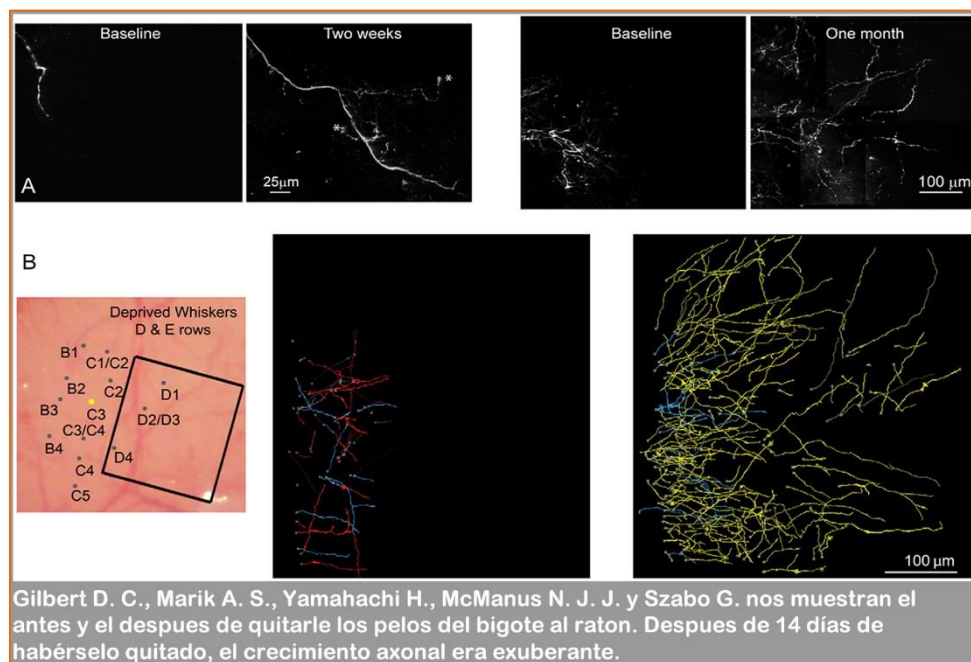 Baseline
Two weeks
Baseline
One month
*
*
A
25µm
100 µm
B
Deprived Whiskers
D & E rows
B1
C1/C2
B2
C2
D1
B3
C3
D2/D3
C3/C4
B4
D4
C4
C5
100 µm
Gilbert D. C., Marik A. S., Yamahachi H., McManus N. J. J. y Szabo G. nos muestran el
antes y el despues de quitarle los pelos del bigote al raton. Despues de 14 días de
habérselo quitado, el crecimiento axonal era exuberante.